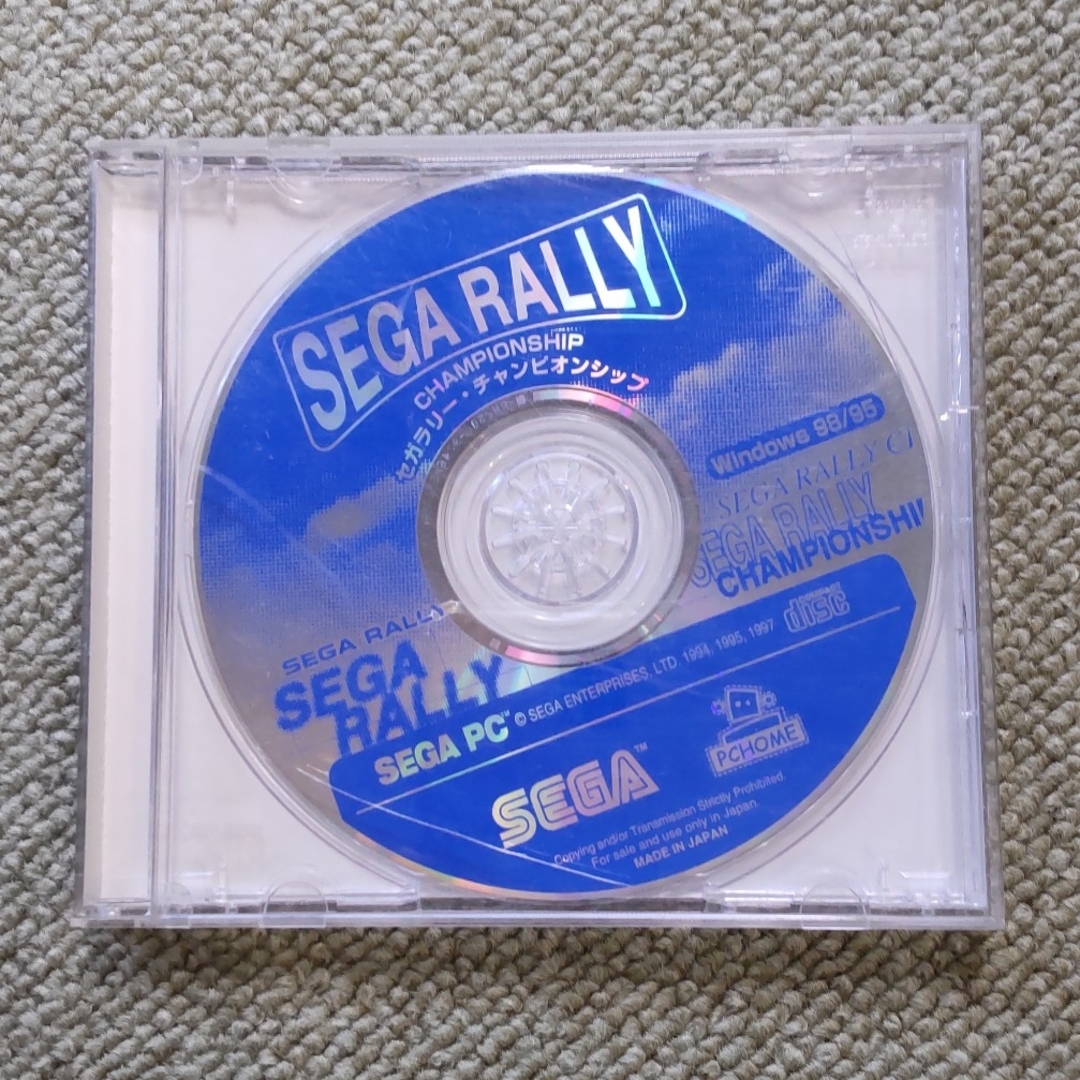 SEGA RALLY
CHAMPIONSHIP
セガラリー・チャンピオンシップ
Windows 98/95
SEGA RALLY C
SEGA RALLY
CHAMPIONSHI
SEGA RALLY
SEGA
RALLY
COMPACT
disc
SEGA PC™ © SEGA ENTERPRISES, LTD. 1994, 1995, 1997
PCHOME
SEGA™
Copying and/or Transmission Strictly Prohibited.
For sale and use only in Japan.
MADE IN JAPAN